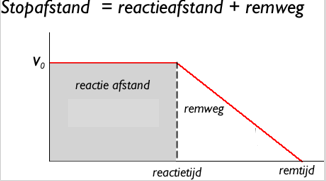 Stopafstand = reactieafstand + remweg
v₀
reactie afstand
remweg
reactietijd
remtijd